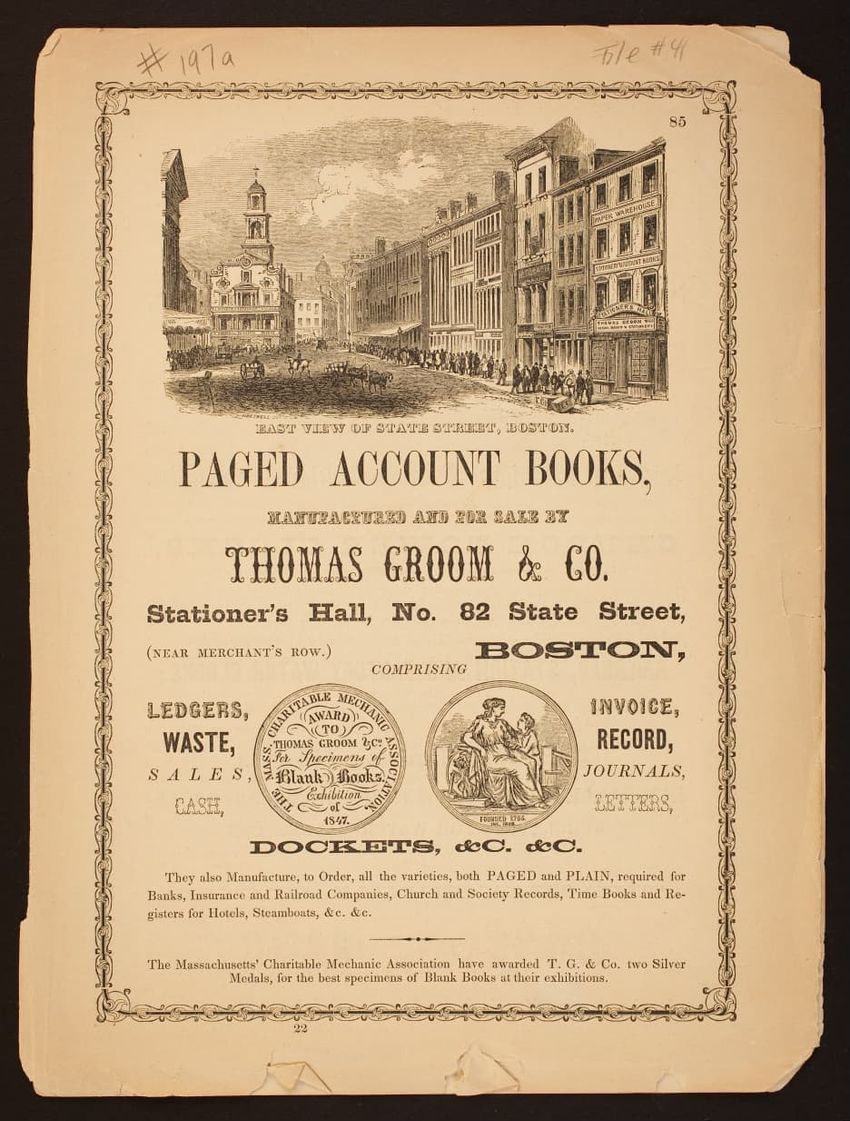 # 197a
File #41
85
PAPER WAREHOUSE
STATIONERY & ACCOUNT BOOKS
STATIONER'S HALL
THOMAS GROOM
EAST VIEW OF STATE STREET, BOSTON.
PAGED ACCOUNT BOOKS,
MANUFACTURED AND FOR SALE BY
THOMAS GROOM & CO.
Stationer's Hall, No. 82 State Street,
(NEAR MERCHANT'S ROW.) BOSTON,
COMPRISING
LEDGERS,
WASTE,
SALES,
CASH,
THE MASS. CHARITABLE MECHANIC ASSOCIATION.
AWARD
TO
THOMAS GROOM & Co.
For Specimens of
Blank Books.
Exhibition
of
1847.
FOUNDED 1795.
INVOICE,
RECORD,
JOURNALS,
LETTERS,
DOCKETS, &C. &C.
They also Manufacture, to Order, all the varieties, both PAGED and PLAIN, required for
Banks, Insurance and Railroad Companies, Church and Society Records, Time Books and Re-
gisters for Hotels, Steamboats, &c. &c.
The Massachusetts' Charitable Mechanic Association have awarded T. G. & Co. two Silver
Medals, for the best specimens of Blank Books at their exhibitions.
22